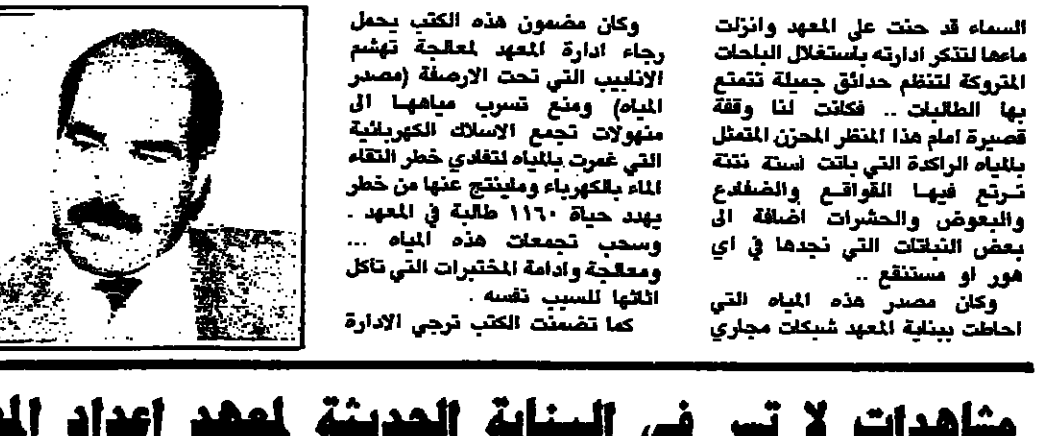 السماء قد حنت على المعهد وانزلت
ماءها لتتذكر ادارته باستغلال الباحات
المتروكة لتنظم حدائق جميلة تتمتع
بها الطالبات .. فكانت لنا وقفة
قصيرة امام هذا المنظر المحزن المتمثل
بالمياه الراكدة التي باتت اسنة نتنة
ترتع فيها القواقع والضفادع
والبعوض والحشرات اضافة الى
بعض النباتات التي نجدها في اي
هور او مستنقع ..
وكان مصدر هذه المياه التي
احاطت ببناية المعهد شبكات مجاري
وكان مضمون هذه الكتب يحمل
رجاء ادارة المعهد لمعالجة تهشم
الانابيب التي تحت الارصفة (مصدر
المياه) ومنع تسرب مياهها الى
منهولات تجمع الاسلاك الكهربائية
التي غمرت بالمياه لتفادي خطر التقاء
الماء بالكهرباء وماينتج عنها من خطر
يهدد حياة ١١٦٠ طالبة في المعهد .
وسحب تجمعات هذه المياه ...
ومعالجة وادامة المختبرات التي تأكل
اثاثها للسبب نفسه .
كما تضمنت الكتب ترجي الادارة
مشاهدات لا تسر في البناية الحديثة لمعهد اعداد